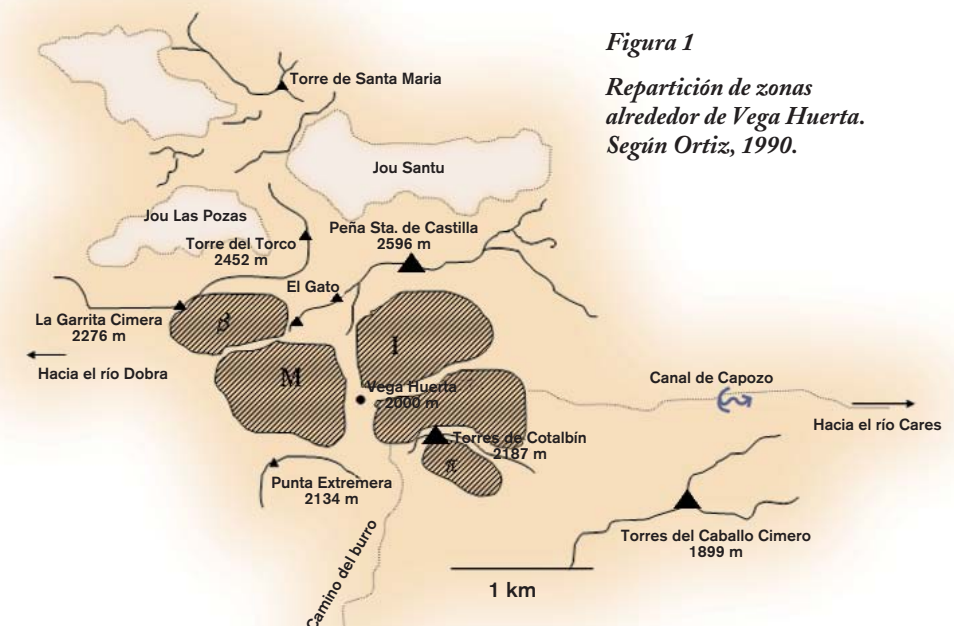 Figura 1
Repartición de zonas
alrededor de Vega Huerta.
Según Ortiz, 1990.
Torre de Santa Maria
Jou Santu
Jou Las Pozas
Torre del Torco
2452 m
Peña Sta. de Castilla
2596 m
El Gato
La Garrita Cimera
2276 m
Hacia el río Dobra
β
I
M
Vega Huerta
2000 m
Canal de Capozo
Hacia el río Cares
Torres de Cotalbín
2187 m
π
Punta Extremera
2134 m
Torres del Caballo Cimero
1899 m
Camino del burro
1 km